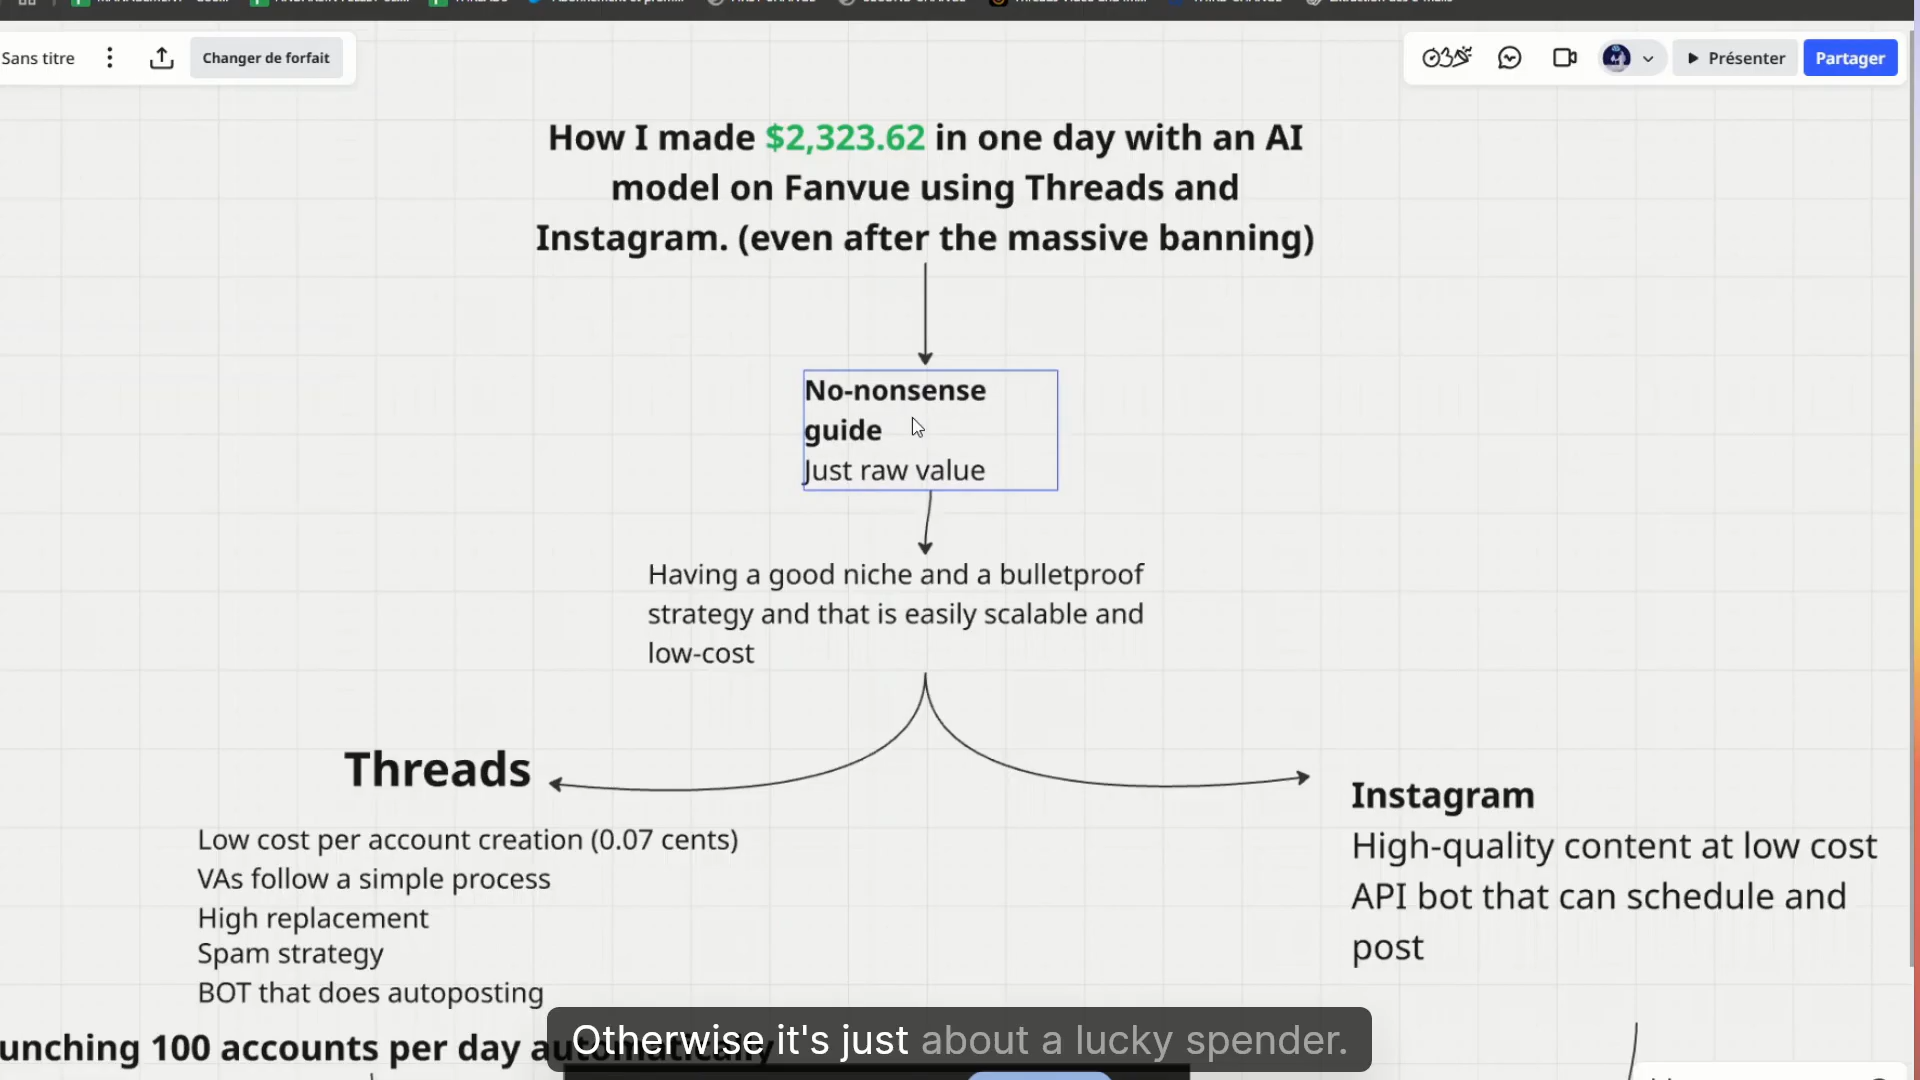 Sans titre
Changer de forfait
Présenter
Partager
How I made $2,323.62 in one day with an AI
model on Fanvue using Threads and
Instagram. (even after the massive banning)
No-nonsense
guide
Just raw value
Having a good niche and a bulletproof
strategy and that is easily scalable and
low-cost
Threads
Low cost per account creation (0.07 cents)
VAs follow a simple process
High replacement
Spam strategy
BOT that does autoposting
unching 100 accounts per day automatically
Instagram
High-quality content at low cost
API bot that can schedule and
post
Otherwise it's just about a lucky spender.